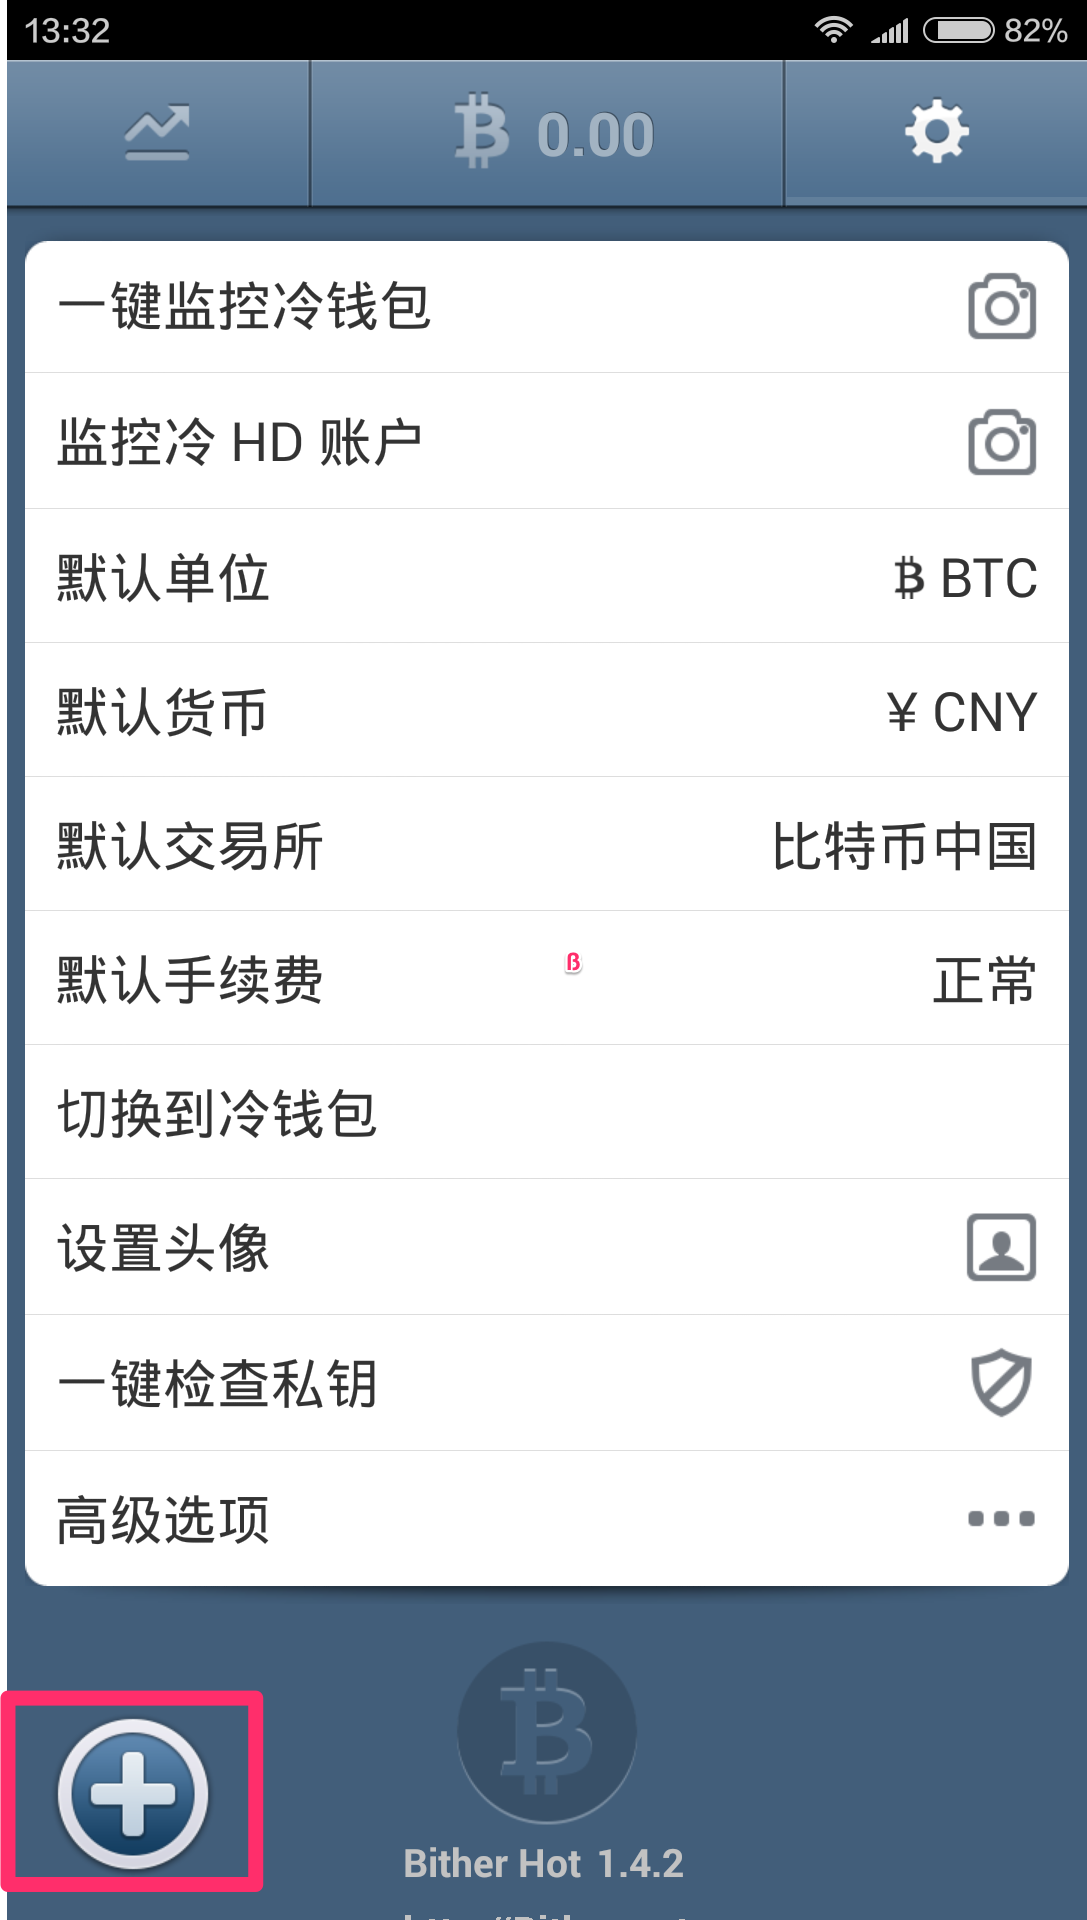 13:32 82%
0.00
一键监控冷钱包
监控冷 HD 账户
默认单位 BTC
默认货币 ¥ CNY
默认交易所 比特币中国
默认手续费 正常
切换到冷钱包
设置头像
一键检查私钥
高级选项
Bither Hot 1.4.2